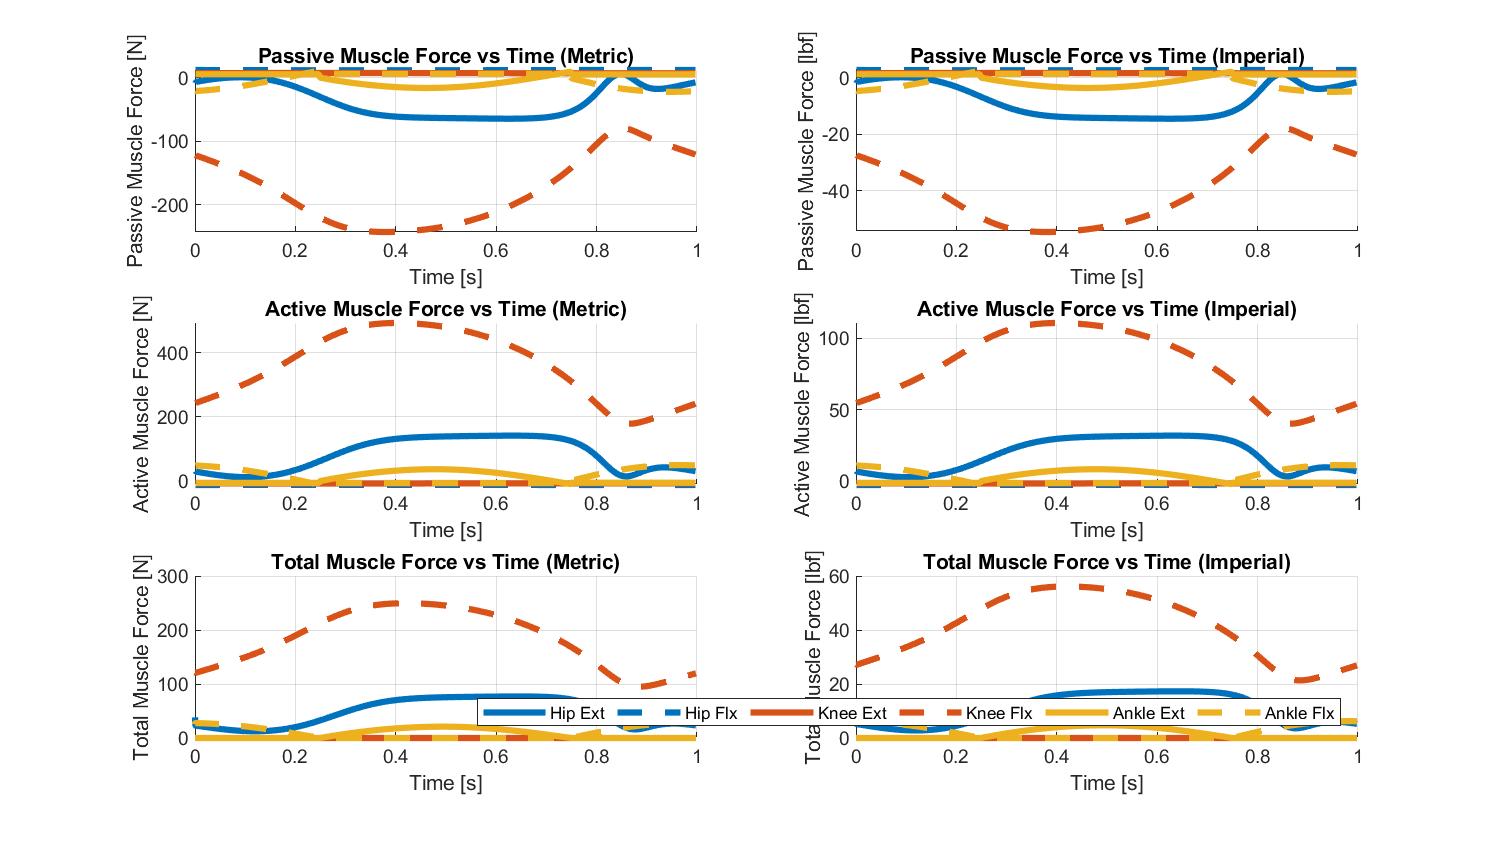 Passive Muscle Force vs Time (Metric)
Passive Muscle Force [N]
0
-100
-200
0 0.2 0.4 0.6 0.8 1
Time [s]
Passive Muscle Force vs Time (Imperial)
Passive Muscle Force [lbf]
0
-20
-40
0 0.2 0.4 0.6 0.8 1
Time [s]
Active Muscle Force vs Time (Metric)
Active Muscle Force [N]
400
200
0
0 0.2 0.4 0.6 0.8 1
Time [s]
Active Muscle Force vs Time (Imperial)
Active Muscle Force [lbf]
100
50
0
0 0.2 0.4 0.6 0.8 1
Time [s]
Total Muscle Force vs Time (Metric)
Total Muscle Force [N]
300
200
100
0
0 0.2 0.4 0.6 0.8 1
Time [s]
Total Muscle Force vs Time (Imperial)
Total Muscle Force [lbf]
60
40
20
0
0 0.2 0.4 0.6 0.8 1
Time [s]
Hip Ext Hip Flx Knee Ext Knee Flx Ankle Ext Ankle Flx